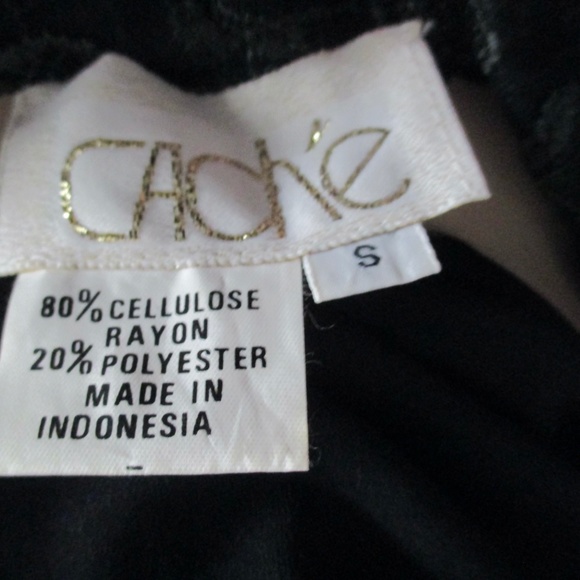 CAChé
S
80% CELLULOSE
RAYON
20% POLYESTER
MADE IN
INDONESIA